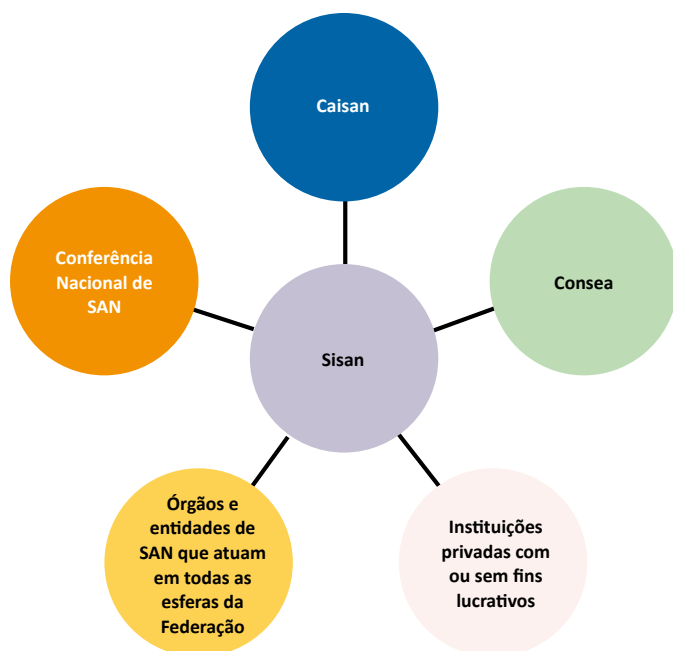 Caisan
Conferência
Nacional de
SAN
Consea
Sisan
Órgãos e
entidades de
SAN que atuam
em todas as
esferas da
Federação
Instituições
privadas com
ou sem fins
lucrativos